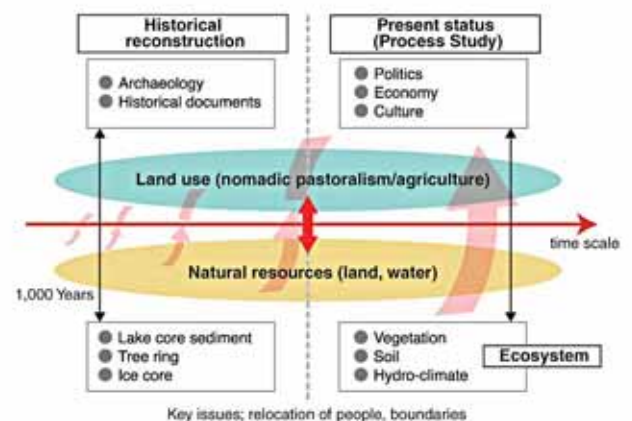 Historical
reconstruction
Present status
(Process Study)
Archaeology
Historical documents
Politics
Economy
Culture
Land use (nomadic pastoralism/agriculture)
time scale
Natural resources (land, water)
1,000 Years
Lake core sediment
Tree ring
Ice core
Vegetation
Soil
Hydro-climate
Ecosystem
Key issues; relocation of people, boundaries